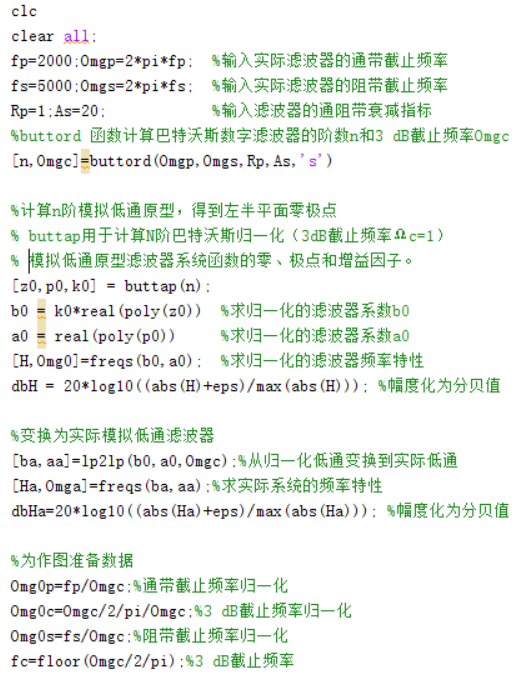 clc
clear all;
fp=2000;Omgp=2*pi*fp;  %输入实际滤波器的通带截止频率
fs=5000;Omgs=2*pi*fs;  %输入实际滤波器的阻带截止频率
Rp=1;As=20;            %输入滤波器的通阻带衰减指标
%buttord 函数计算巴特沃斯数字滤波器的阶数n和3 dB截止频率Omgc
[n,Omgc]=buttord(Omgp,Omgs,Rp,As,'s')
%计算n阶模拟低通原型，得到左半平面零极点
% buttap用于计算N阶巴特沃斯归一化（3dB截止频率Ωc=1）
% 模拟低通原型滤波器系统函数的零、极点和增益因子。
[z0,p0,k0] = buttap(n);
b0 = k0*real(poly(z0))  %求归一化的滤波器系数b0
a0 = real(poly(p0))     %求归一化的滤波器系数a0
[H,Omg0]=freqs(b0,a0);  %求归一化的滤波器频率特性
dbH = 20*log10((abs(H)+eps)/max(abs(H))); %幅度化为分贝值
%变换为实际模拟低通滤波器
[ba,aa]=lp2lp(b0,a0,Omgc);%从归一化低通变换到实际低通
[Ha,Omga]=freqs(ba,aa);%求实际系统的频率特性
dbHa=20*log10((abs(Ha)+eps)/max(abs(Ha))); %幅度化为分贝值
%为作图准备数据
Omg0p=fp/Omgc;%通带截止频率归一化
Omg0c=Omgc/2/pi/Omgc;%3 dB截止频率归一化
Omg0s=fs/Omgc;%阻带截止频率归一化
fc=floor(Omgc/2/pi);%3 dB截止频率